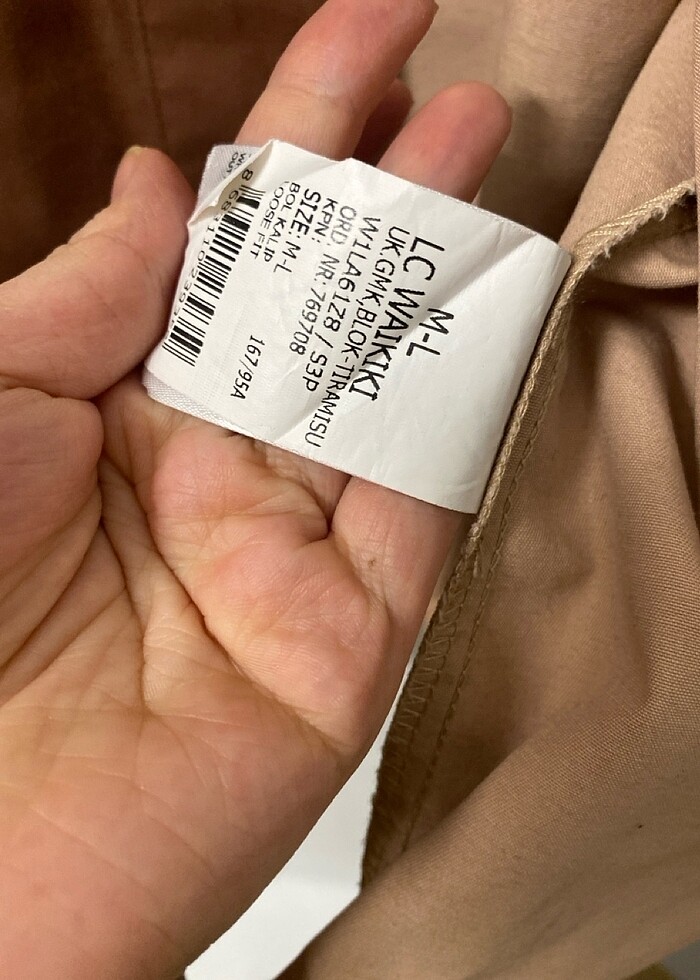 M-L
LC WAIKIKI
UK.GMK,BLOK-TIRAMISU
W1LA61Z8 / S3P
ORD. NR:769708
KPN:
SIZE: M-L
BOL KALIP
LOOSE FIT
167/95A